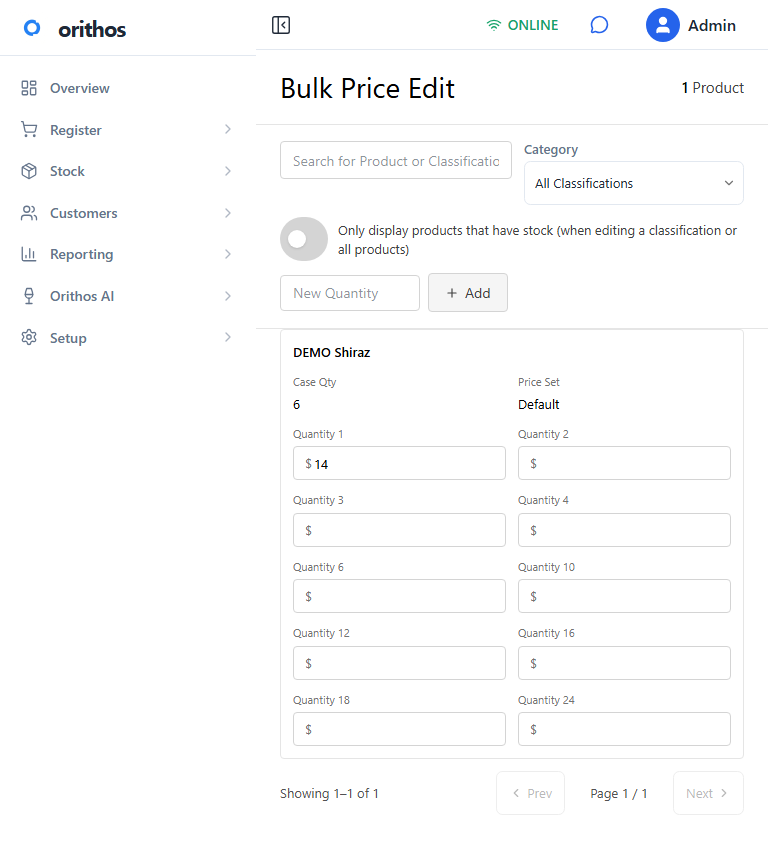 orithos
ONLINE
Admin
Overview
Register
Stock
Customers
Reporting
Orithos AI
Setup
Bulk Price Edit
1 Product
Search for Product or Classificatio
Category
All Classifications
Only display products that have stock (when editing a classification or
all products)
New Quantity
+ Add
DEMO Shiraz
Case Qty
Price Set
6
Default
Quantity 1
Quantity 2
$ 14
$
Quantity 3
Quantity 4
$
$
Quantity 6
Quantity 10
$
$
Quantity 12
Quantity 16
$
$
Quantity 18
Quantity 24
$
$
Showing 1–1 of 1
Prev
Page 1 / 1
Next